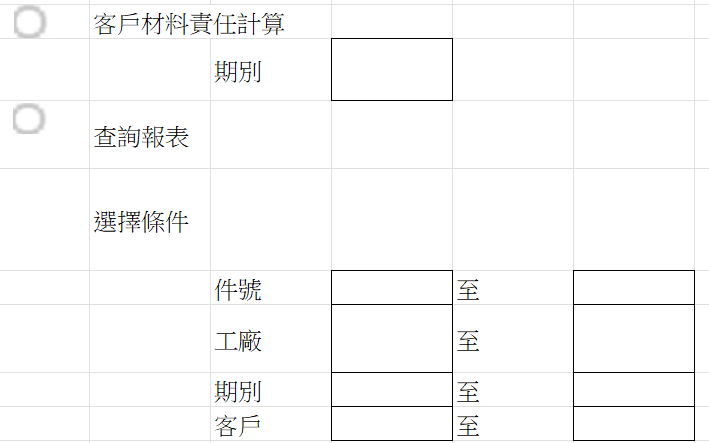 客戶材料責任計算
期別
查詢報表
選擇條件
件號 至
工廠 至
期別 至
客戶 至